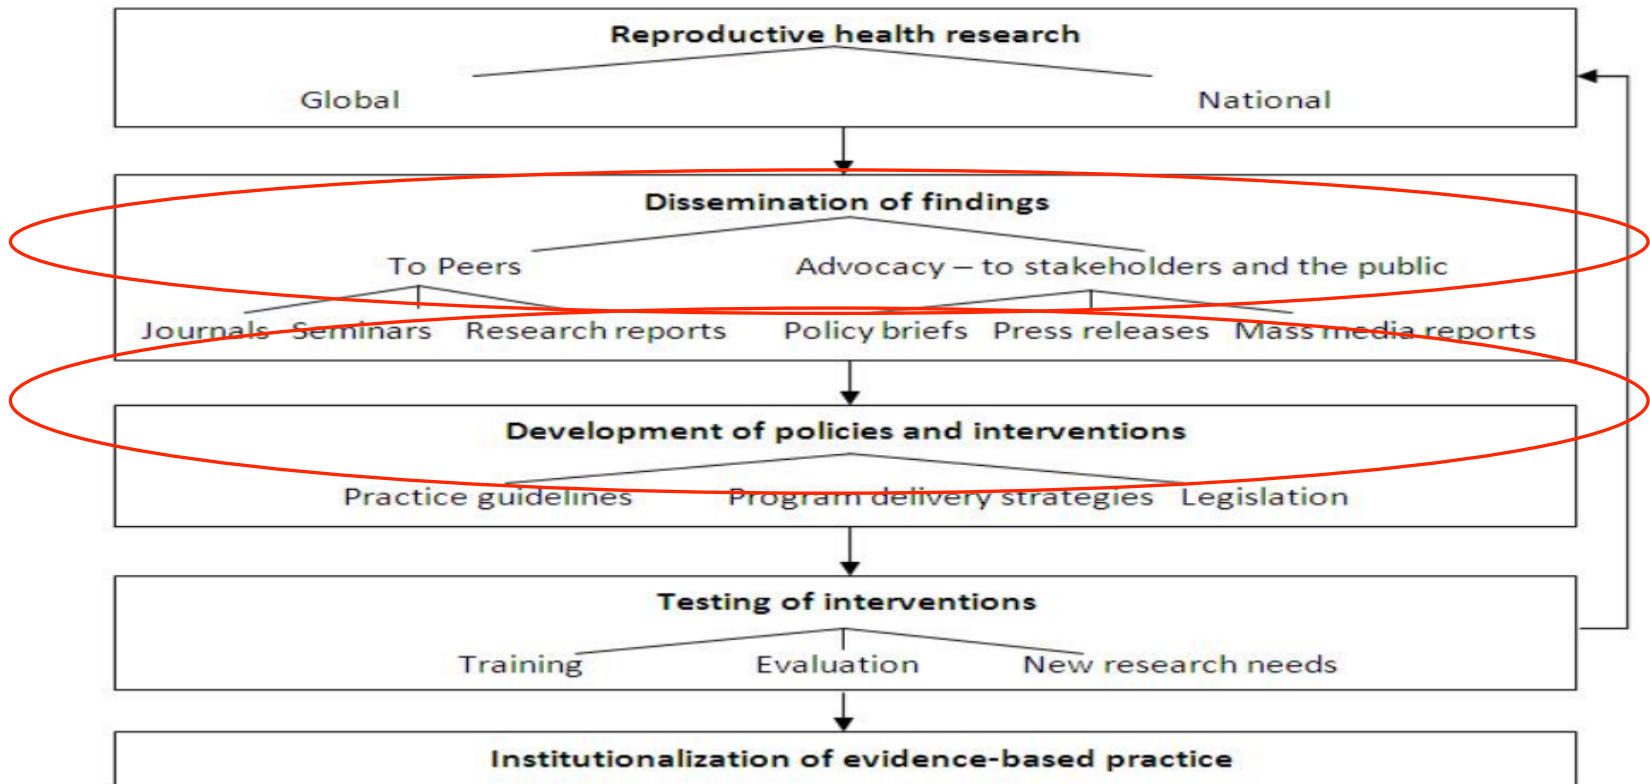 Reproductive health research
Global National
Dissemination of findings
To Peers Advocacy – to stakeholders and the public
Journals Seminars Research reports Policy briefs Press releases Mass media reports
Development of policies and interventions
Practice guidelines Program delivery strategies Legislation
Testing of interventions
Training Evaluation New research needs
Institutionalization of evidence-based practice